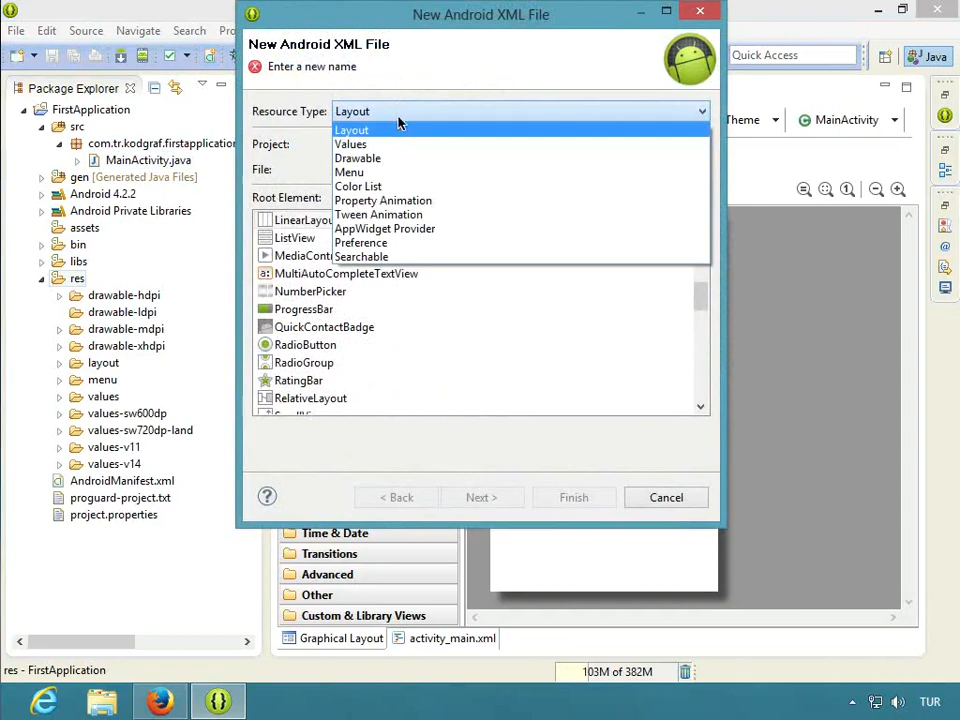 New Android XML File
File Edit Source Navigate Search
New Android XML File
Enter a new name
Quick Access
Java
Package Explorer
Resource Type: Layout
Layout
Values
Drawable
Menu
Color List
Property Animation
Tween Animation
AppWidget Provider
Preference
Searchable
Project:
File:
Root Element:
ListView
MultiAutoCompleteTextView
NumberPicker
ProgressBar
QuickContactBadge
RadioButton
RadioGroup
RatingBar
RelativeLayout
< Back Next > Finish Cancel
FirstApplication
src
com.tr.kodgraf.firstapplication
MainActivity.java
gen [Generated Java Files]
Android 4.2.2
Android Private Libraries
assets
bin
libs
res
drawable-hdpi
drawable-ldpi
drawable-mdpi
drawable-xhdpi
layout
menu
values
values-sw600dp
values-sw720dp-land
values-v11
values-v14
AndroidManifest.xml
proguard-project.txt
project.properties
Theme
MainActivity
Time & Date
Transitions
Advanced
Other
Custom & Library Views
Graphical Layout activity_main.xml
res - FirstApplication
103M of 382M
TUR